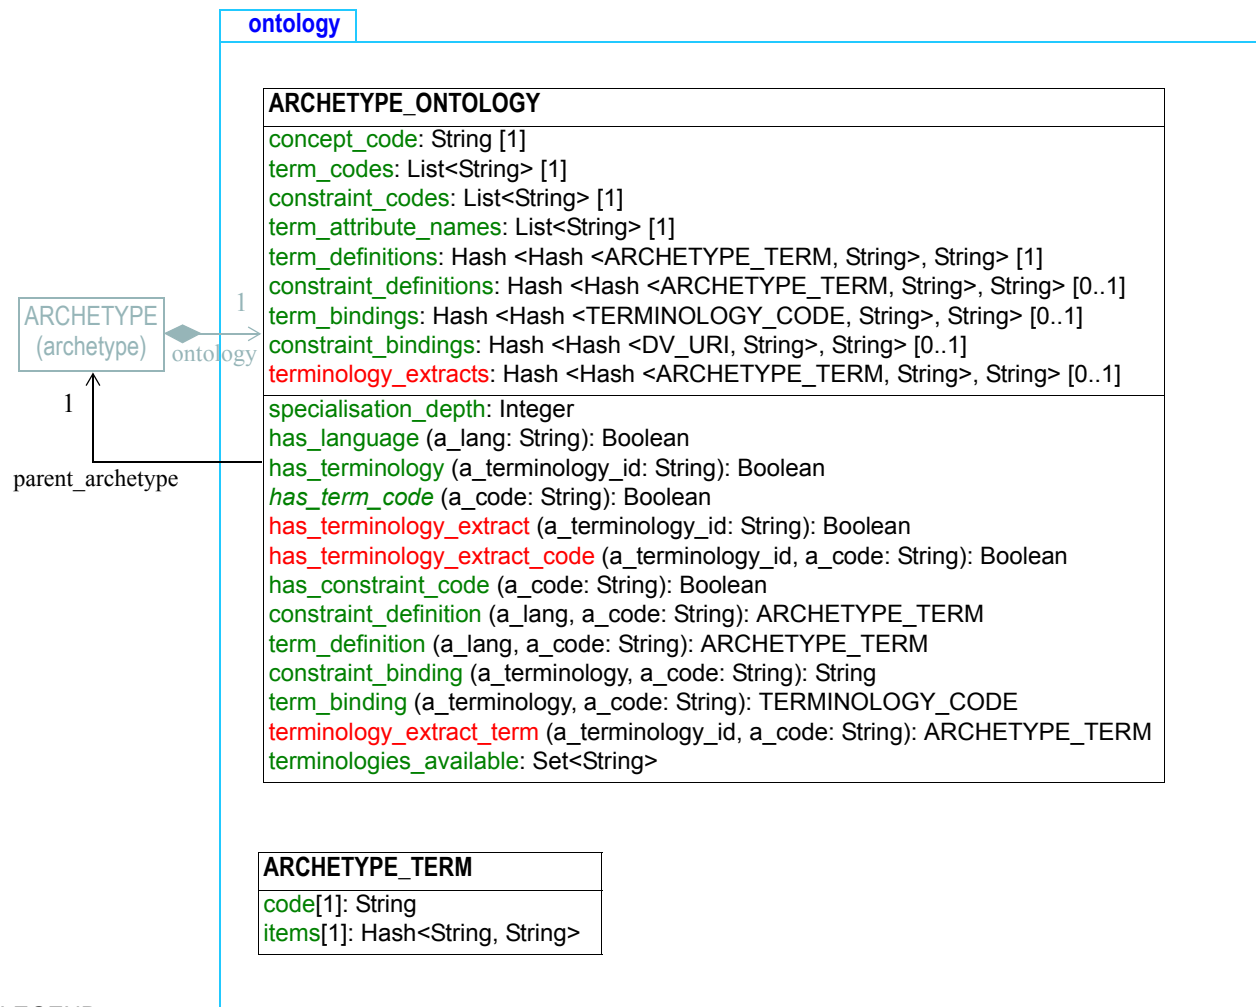 ontology
ARCHETYPE_ONTOLOGY
concept_code: String [1]
term_codes: List<String> [1]
constraint_codes: List<String> [1]
term_attribute_names: List<String> [1]
term_definitions: Hash <Hash <ARCHETYPE_TERM, String>, String> [1]
constraint_definitions: Hash <Hash <ARCHETYPE_TERM, String>, String> [0..1]
term_bindings: Hash <Hash <TERMINOLOGY_CODE, String>, String> [0..1]
constraint_bindings: Hash <Hash <DV_URI, String>, String> [0..1]
terminology_extracts: Hash <Hash <ARCHETYPE_TERM, String>, String> [0..1]
specialisation_depth: Integer
has_language (a_lang: String): Boolean
has_terminology (a_terminology_id: String): Boolean
has_term_code (a_code: String): Boolean
has_terminology_extract (a_terminology_id: String): Boolean
has_terminology_extract_code (a_terminology_id, a_code: String): Boolean
has_constraint_code (a_code: String): Boolean
constraint_definition (a_lang, a_code: String): ARCHETYPE_TERM
term_definition (a_lang, a_code: String): ARCHETYPE_TERM
constraint_binding (a_terminology, a_code: String): String
term_binding (a_terminology, a_code: String): TERMINOLOGY_CODE
terminology_extract_term (a_terminology_id, a_code: String): ARCHETYPE_TERM
terminologies_available: Set<String>
ARCHETYPE
(archetype)
1
ontology
1
parent_archetype
ARCHETYPE_TERM
code[1]: String
items[1]: Hash<String, String>